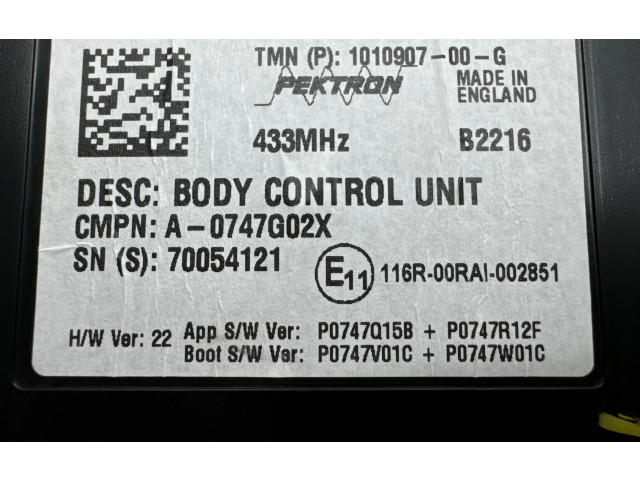 TMN (P): 1010907-00-G
PEKTRON
MADE IN
ENGLAND
433MHz B2216
DESC: BODY CONTROL UNIT
CMPN: A-0747G02X
SN (S): 70054121
E11 116R-00RAI-002851
H/W Ver: 22 App S/W Ver: P0747Q15B + P0747R12F
Boot S/W Ver: P0747V01C + P0747W01C